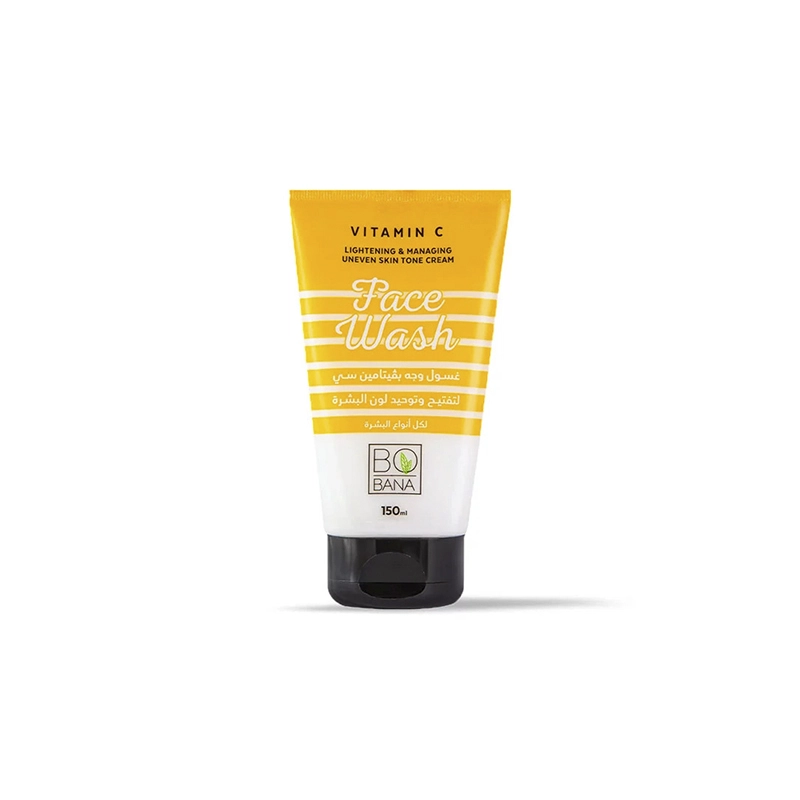 VITAMIN C
LIGHTENING & MANAGING
UNEVEN SKIN TONE CREAM
Face
Wash
غسول وجه بڤيتامين سي
لتفتيح وتوحيد لون البشرة
لكل أنواع البشرة
BO
BANA
150ml